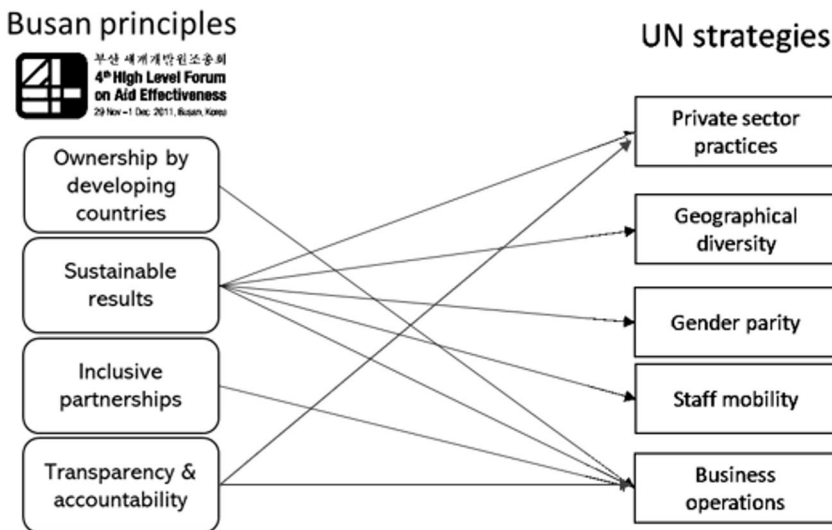 Busan principles
부산 세계개발원조총회
4th High Level Forum
on Aid Effectiveness
29 Nov – 1 Dec 2011, Busan, Korea
Ownership by
developing
countries
Sustainable
results
Inclusive
partnerships
Transparency &
accountability
UN strategies
Private sector
practices
Geographical
diversity
Gender parity
Staff mobility
Business
operations